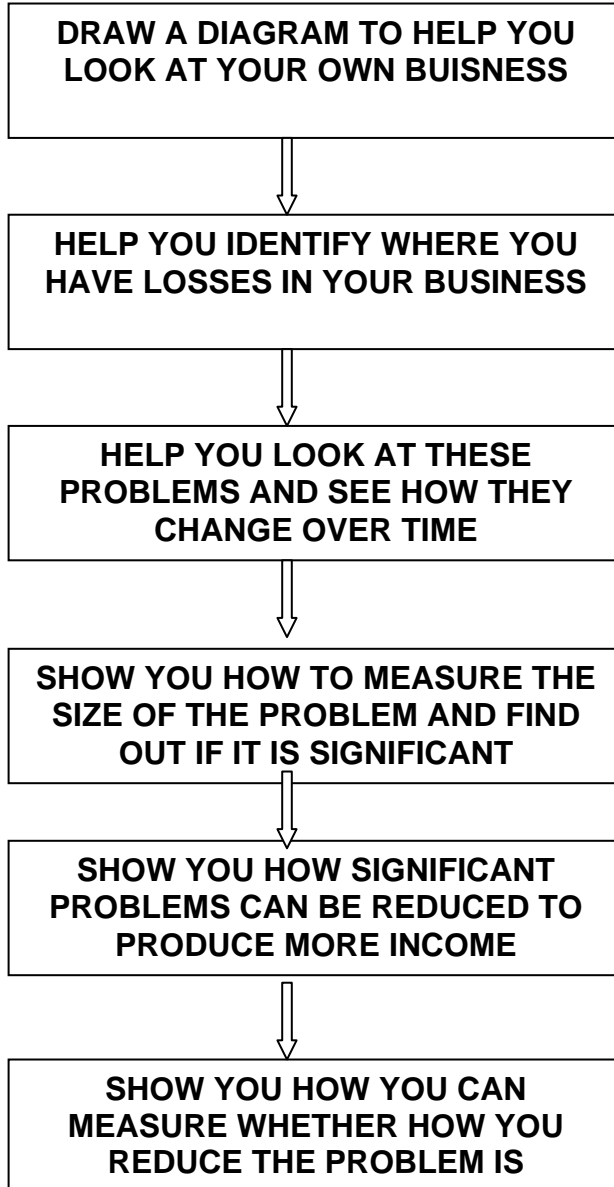 DRAW A DIAGRAM TO HELP YOU
LOOK AT YOUR OWN BUISNESS
HELP YOU IDENTIFY WHERE YOU
HAVE LOSSES IN YOUR BUSINESS
HELP YOU LOOK AT THESE
PROBLEMS AND SEE HOW THEY
CHANGE OVER TIME
SHOW YOU HOW TO MEASURE THE
SIZE OF THE PROBLEM AND FIND
OUT IF IT IS SIGNIFICANT
SHOW YOU HOW SIGNIFICANT
PROBLEMS CAN BE REDUCED TO
PRODUCE MORE INCOME
SHOW YOU HOW YOU CAN
MEASURE WHETHER HOW YOU
REDUCE THE PROBLEM IS